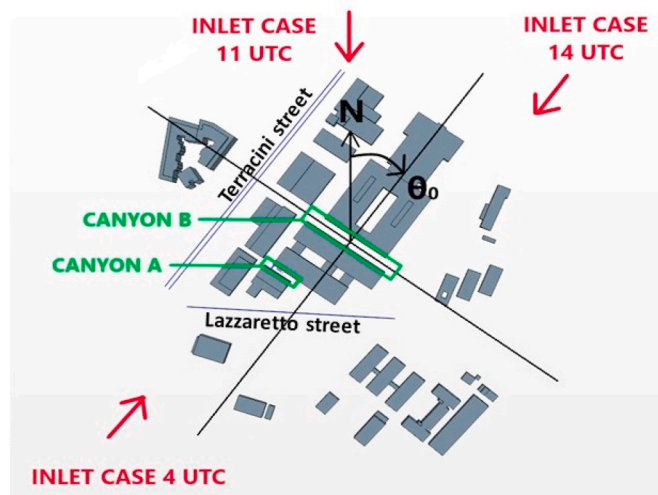 INLET CASE
11 UTC
INLET CASE
14 UTC
Terracini street
N
θ₀
CANYON B
CANYON A
Lazzaretto street
INLET CASE 4 UTC